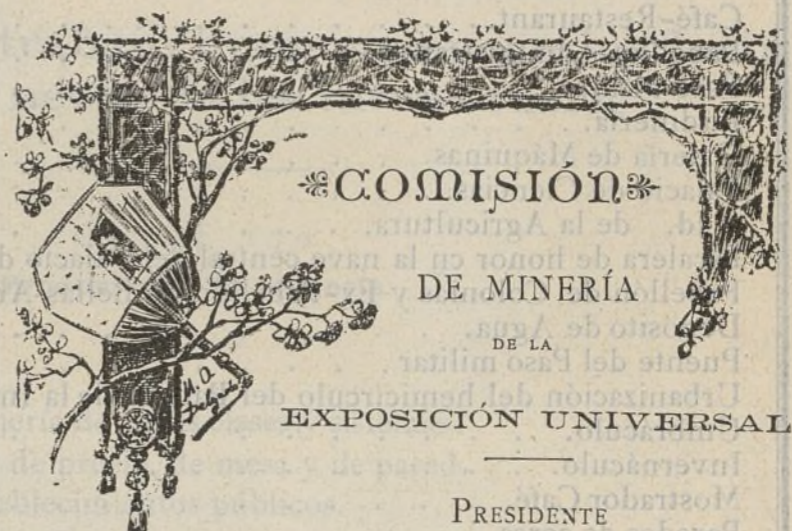 COMISIÓN
DE MINERÍA
DE LA
EXPOSICIÓN UNIVERSAL
PRESIDENTE